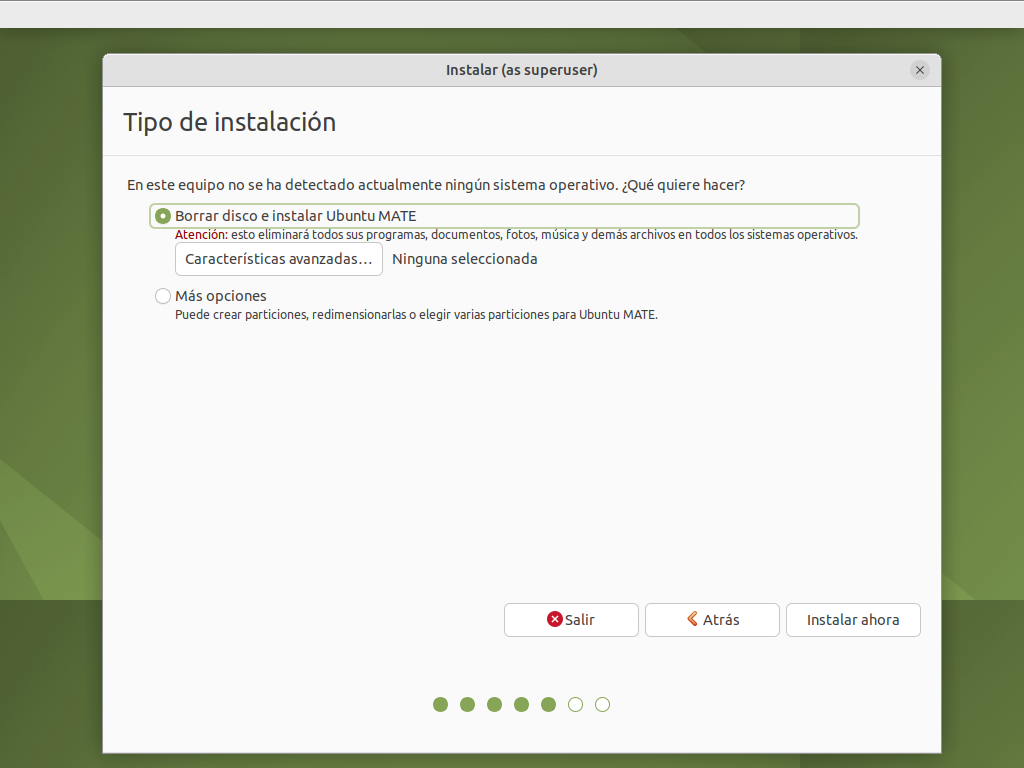 Instalar (as superuser)
Tipo de instalación
En este equipo no se ha detectado actualmente ningún sistema operativo. ¿Qué quiere hacer?
Borrar disco e instalar Ubuntu MATE
Atención: esto eliminará todos sus programas, documentos, fotos, música y demás archivos en todos los sistemas operativos.
Características avanzadas... Ninguna seleccionada
Más opciones
Puede crear particiones, redimensionarlas o elegir varias particiones para Ubuntu MATE.
Salir Atrás Instalar ahora